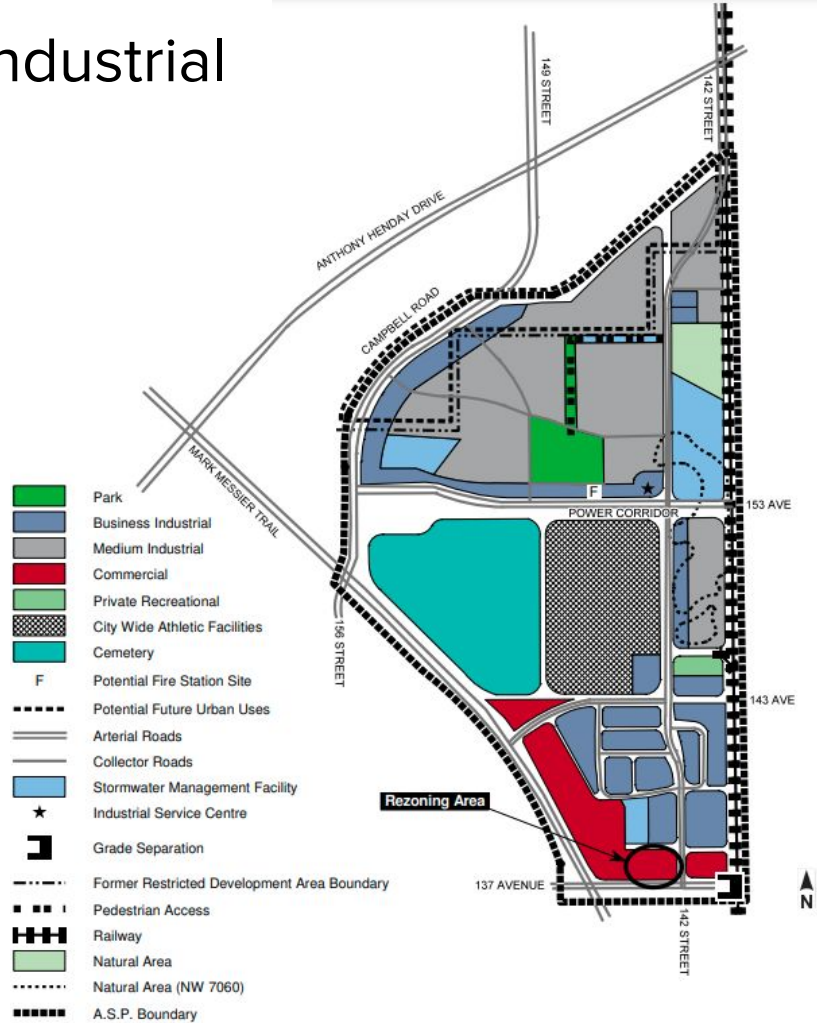 ndustrial
149 STREET
142 STREET
ANTHONY HENDAY DRIVE
CAMPBELL ROAD
MARK MESSIER TRAIL
F
153 AVE
POWER CORRIDOR
156 STREET
143 AVE
Rezoning Area
137 AVENUE
142 STREET
N
Park
Business Industrial
Medium Industrial
Commercial
Private Recreational
City Wide Athletic Facilities
Cemetery
F Potential Fire Station Site
Potential Future Urban Uses
Arterial Roads
Collector Roads
Stormwater Management Facility
Industrial Service Centre
Grade Separation
Former Restricted Development Area Boundary
Pedestrian Access
Railway
Natural Area
Natural Area (NW 7060)
A.S.P. Boundary